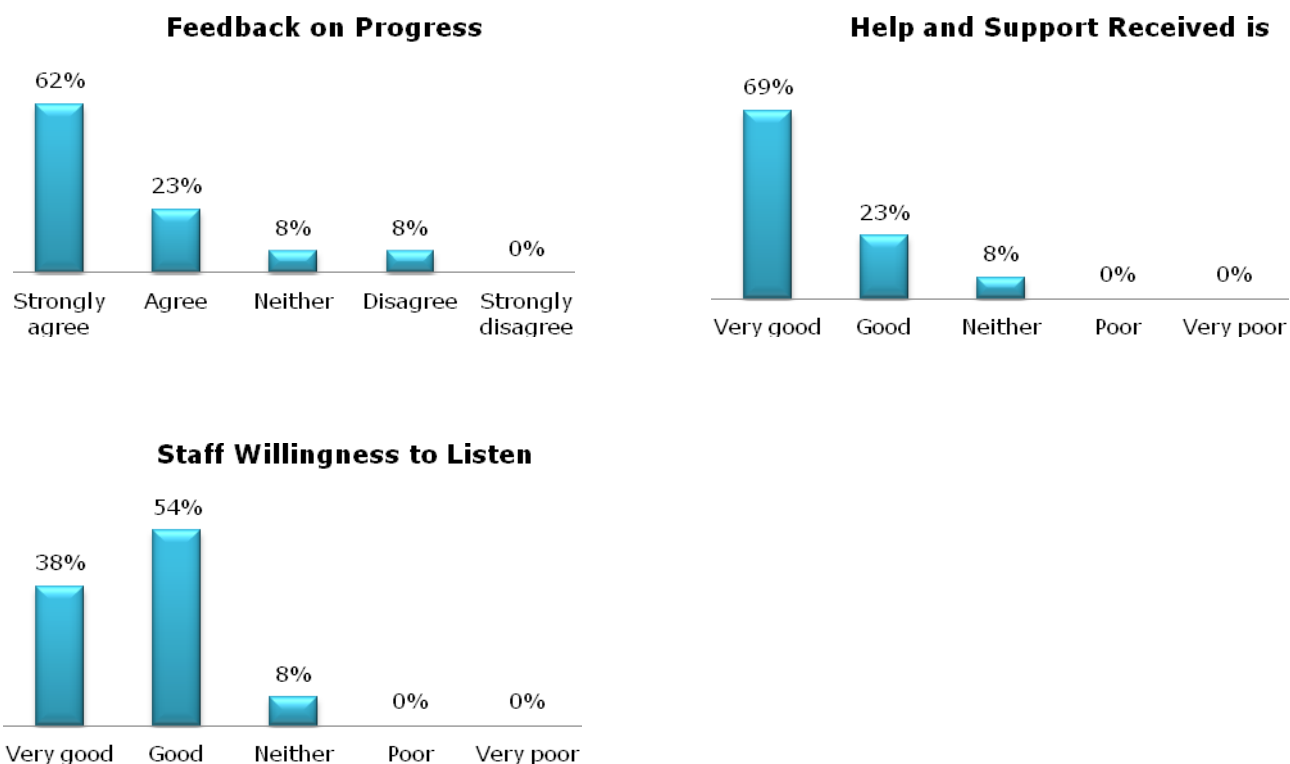 Feedback on Progress
62%
23%
8%
8%
0%
Strongly agree
Agree
Neither
Disagree
Strongly disagree
Help and Support Received is
69%
23%
8%
0%
0%
Very good
Good
Neither
Poor
Very poor
Staff Willingness to Listen
38%
54%
8%
0%
0%
Very good
Good
Neither
Poor
Very poor